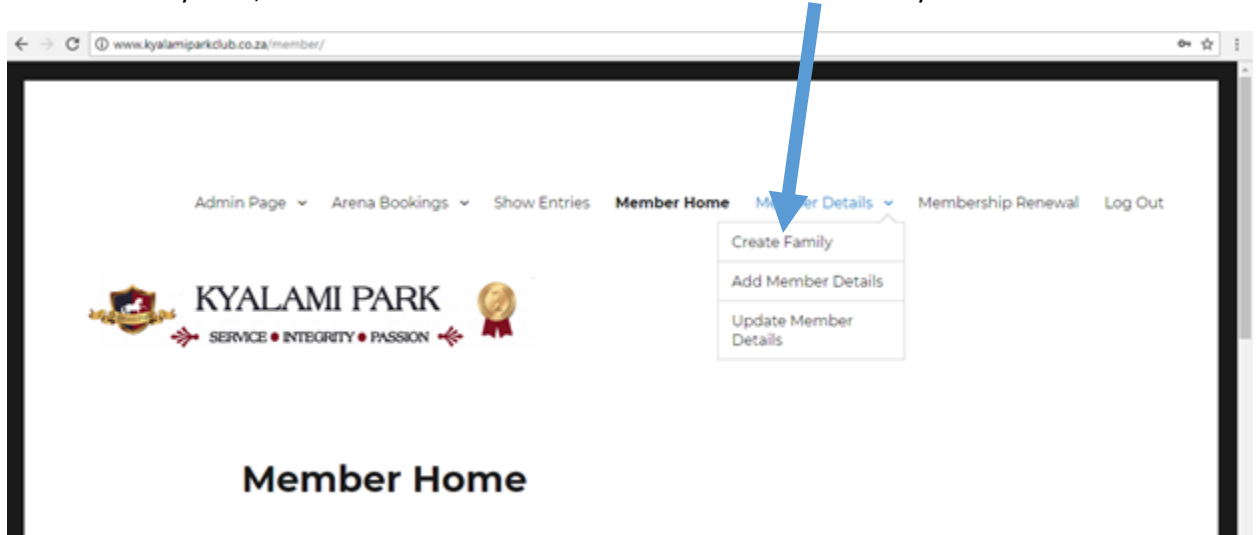 www.kyalamiparkclub.co.za/member/
Admin Page Arena Bookings Show Entries Member Home Details Membership Renewal Log Out
Create Family
Add Member Details
Update Member
Details
KYALAMI PARK
SERVICE • INTEGRITY • PASSION
Member Home